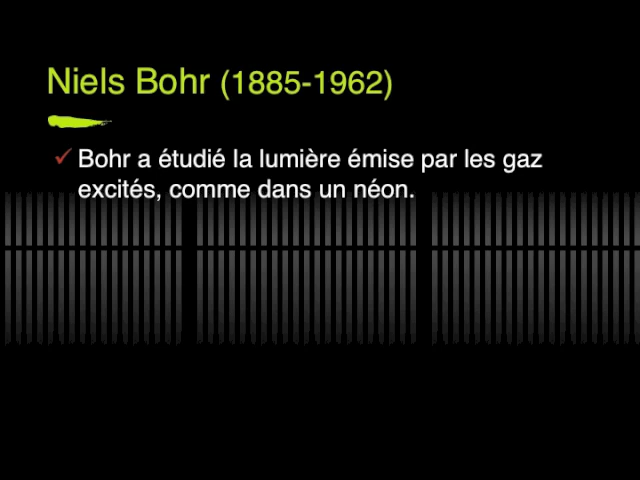 Niels Bohr (1885-1962)
Bohr a étudié la lumière émise par les gaz
excités, comme dans un néon.